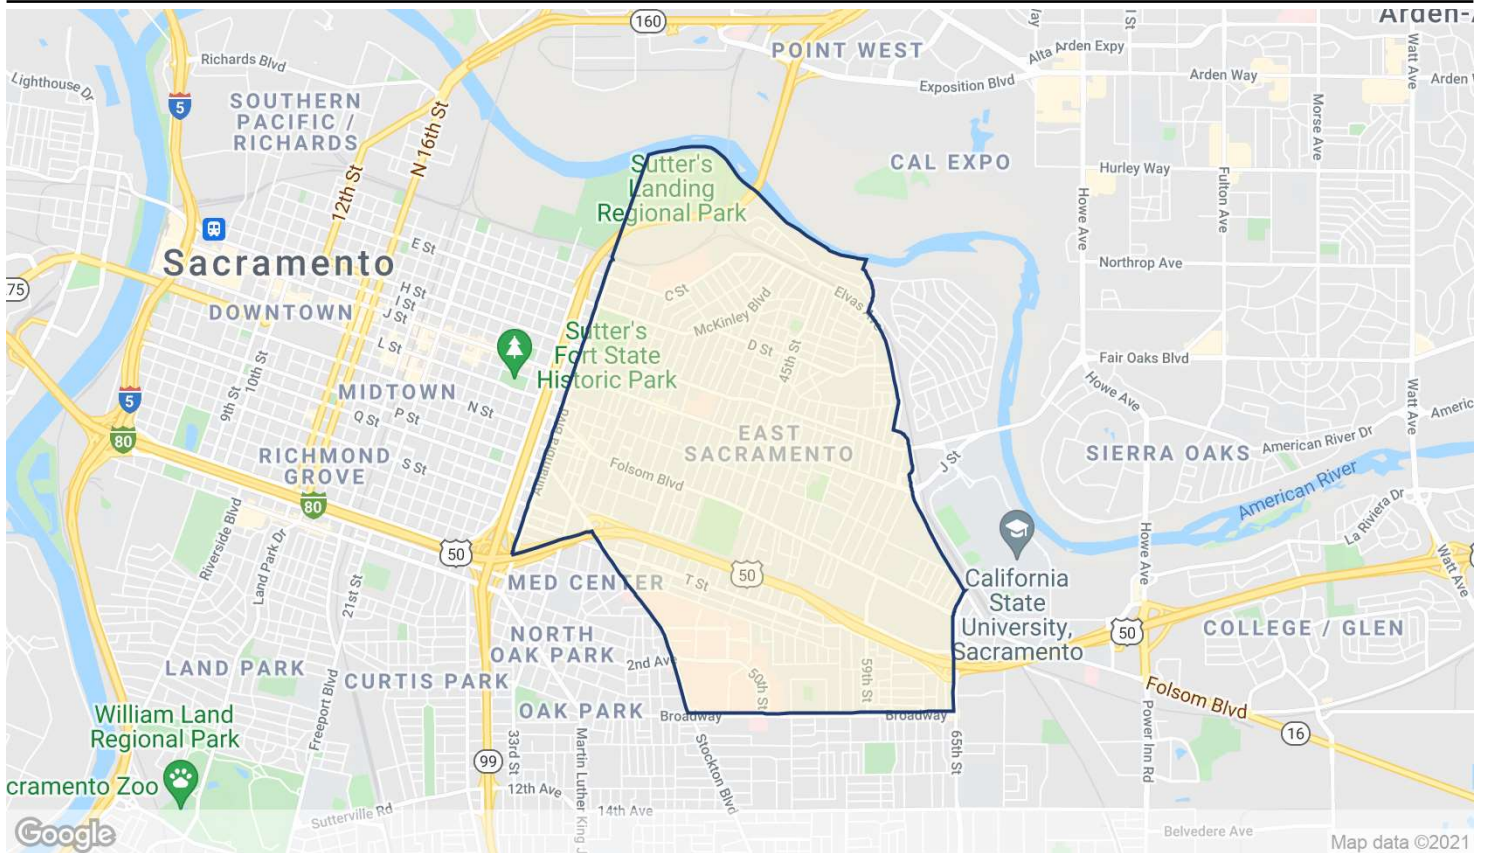 160
Arden-
POINT WEST
Alta Arden Expy
Watt Ave
Richards Blvd
Lighthouse Dr
Exposition Blvd
Arden Way
Arden
5
SOUTHERN
PACIFIC /
RICHARDS
N 16th St
12th St
Morse Ave
Sutter's
Landing
Regional Park
CAL EXPO
Hurley Way
Howe Ave
Fulton Ave
E St
Sacramento
Northrop Ave
75
H St
I St
J St
DOWNTOWN
C St
McKinley Blvd
Elvas Ave
L St
Sutter's
Fort State
Historic Park
D St
45th St
Fair Oaks Blvd
10th St
9th St
MIDTOWN
Howe Ave
Watt Ave
5
80
Q St
P St
N St
Alhambra Blvd
EAST
SACRAMENTO
Americ
American River Dr
SIERRA OAKS
RICHMOND
GROVE
S St
Folsom Blvd
J St
American River
80
La Riviera Dr
Riverside Blvd
Land Park Dr
50
Howe Ave
Watt Ave
21st St
MED CENTER
T St
50
California
State
University,
Sacramento
NORTH
OAK PARK
50
COLLEGE / GLEN
LAND PARK
CURTIS PARK
2nd Ave
50th St
59th St
Freeport Blvd
Folsom Blvd
OAK PARK
Broadway
Broadway
William Land
Regional Park
Power Inn Rd
16
33rd St
Martin Luther King J
Stockton Blvd
65th St
99
cramento Zoo
12th Ave
14th Ave
Sutterville Rd
Belvedere Ave
Google
Map data ©2021